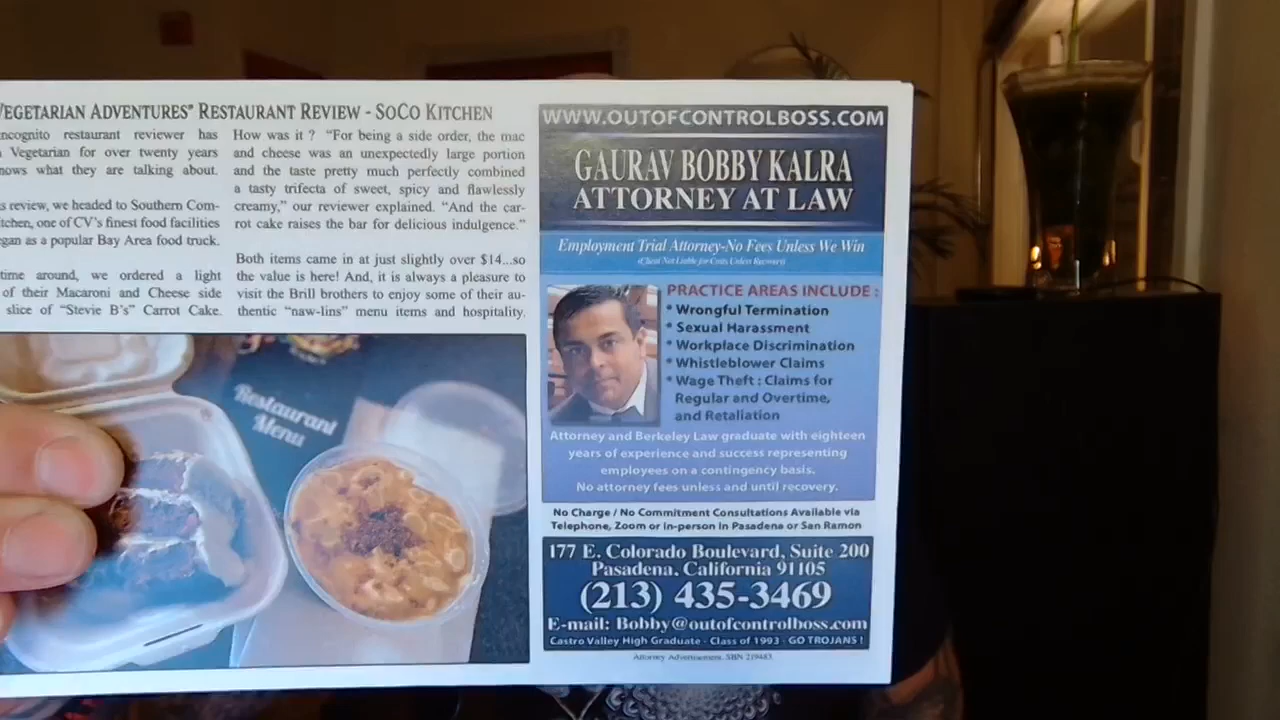 VEGETARIAN ADVENTURES® RESTAURANT REVIEW - SOCO KITCHEN
ncognito restaurant reviewer has
Vegetarian for over twenty years
nows what they are talking about.
s review, we headed to Southern Com-
itchen, one of CV's finest food facilities
egan as a popular Bay Area food truck.
time around, we ordered a light
of their Macaroni and Cheese side
slice of "Stevie B's" Carrot Cake.
How was it ? "For being a side order, the mac
and cheese was an unexpectedly large portion
and the taste pretty much perfectly combined
a tasty trifecta of sweet, spicy and flawlessly
creamy," our reviewer explained. "And the car-
rot cake raises the bar for delicious indulgence."
Both items came in at just slightly over $14...so
the value is here! And, it is always a pleasure to
visit the Brill brothers to enjoy some of their au-
thentic "naw-lins" menu items and hospitality.
Restaurant
Menu
WWW.OUTOFCONTROLBOSS.COM
GAURAV BOBBY KALRA
ATTORNEY AT LAW
Employment Trial Attorney-No Fees Unless We Win
(Client Not Liable for Costs Unless Recovery)
PRACTICE AREAS INCLUDE :
* Wrongful Termination
* Sexual Harassment
* Workplace Discrimination
* Whistleblower Claims
* Wage Theft : Claims for
Regular and Overtime,
and Retaliation
Attorney and Berkeley Law graduate with eighteen
years of experience and success representing
employees on a contingency basis.
No attorney fees unless and until recovery.
No Charge / No Commitment Consultations Available via
Telephone, Zoom or in-person in Pasadena or San Ramon
177 E. Colorado Boulevard, Suite 200
Pasadena, California 91105
(213) 435-3469
E-mail: Bobby@outofcontrolboss.com
Castro Valley High Graduate - Class of 1993 - GO TROJANS !
Attorney Advertisement. SBN 219483